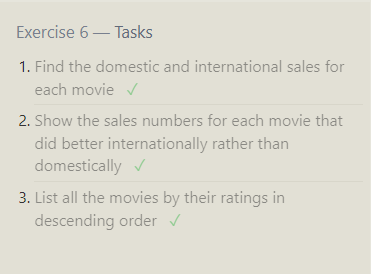 Exercise 6 — Tasks
1. Find the domestic and international sales for
each movie ✓
2. Show the sales numbers for each movie that
did better internationally rather than
domestically ✓
3. List all the movies by their ratings in
descending order ✓